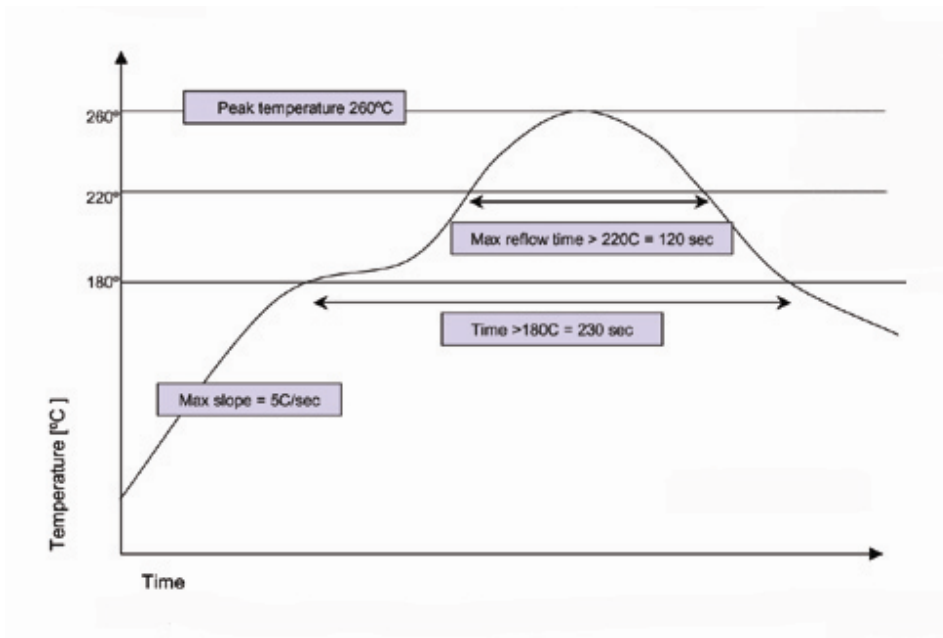 Peak temperature 260ºC
260º
220º
Max reflow time > 220C = 120 sec
180º
Time >180C = 230 sec
Max slope = 5C/sec
Temperature [ºC ]
Time